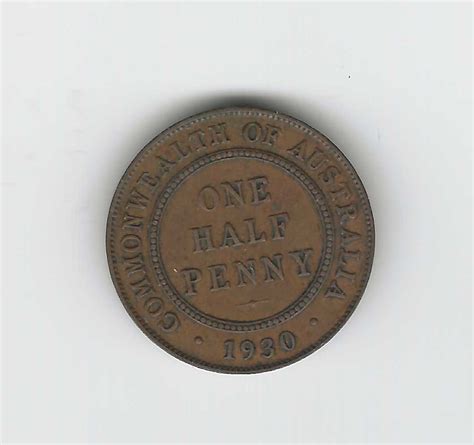 COMMONWEALTH OF AUSTRALIA
ONE
HALF
PENNY
· 1930 ·